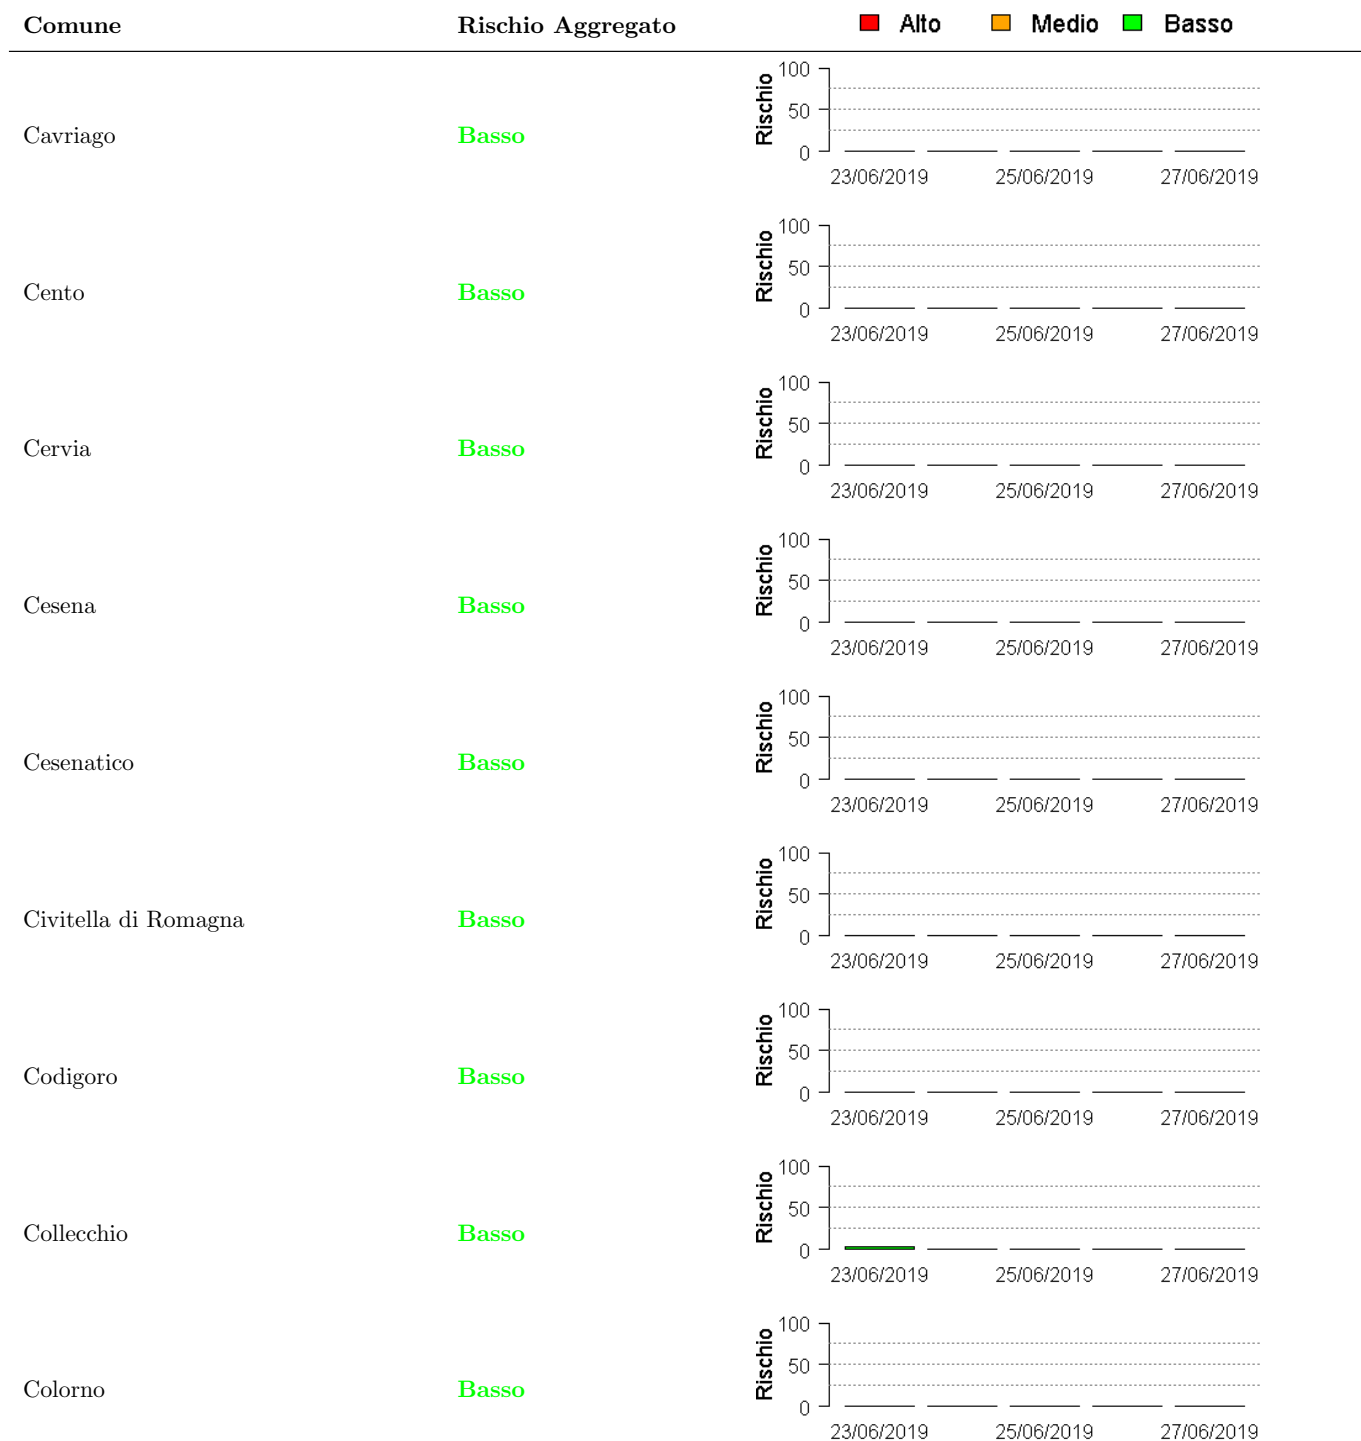 Comune Rischio Aggregato Alto Medio Basso
100
50
0
Rischio
Cavriago Basso
23/06/2019 25/06/2019 27/06/2019
100
50
0
Rischio
Cento Basso
23/06/2019 25/06/2019 27/06/2019
100
50
0
Rischio
Cervia Basso
23/06/2019 25/06/2019 27/06/2019
100
50
0
Rischio
Cesena Basso
23/06/2019 25/06/2019 27/06/2019
100
50
0
Rischio
Cesenatico Basso
23/06/2019 25/06/2019 27/06/2019
100
50
0
Rischio
Civitella di Romagna Basso
23/06/2019 25/06/2019 27/06/2019
100
50
0
Rischio
Codigoro Basso
23/06/2019 25/06/2019 27/06/2019
100
50
0
Rischio
Collecchio Basso
23/06/2019 25/06/2019 27/06/2019
100
50
0
Rischio
Colorno Basso
23/06/2019 25/06/2019 27/06/2019